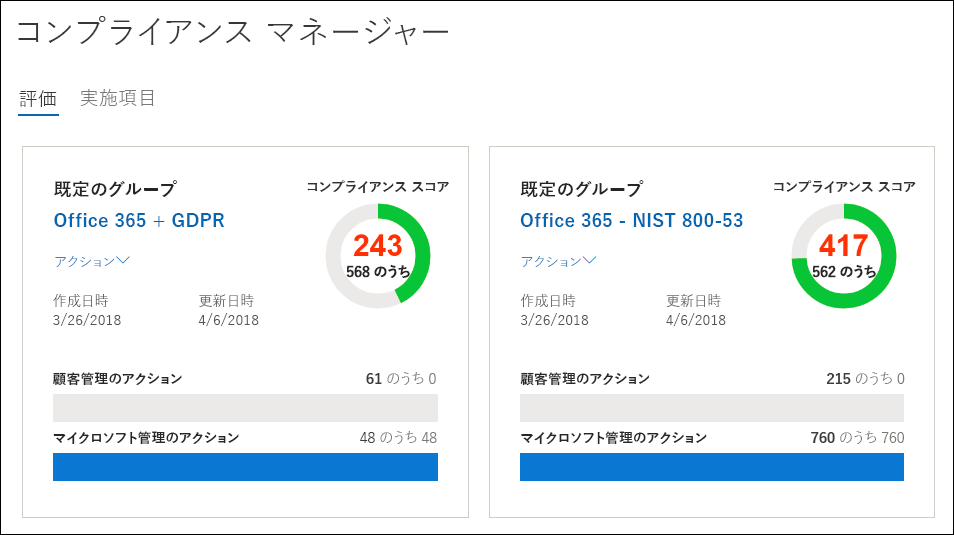 コンプライアンス マネージャー
評価 実施項目
既定のグループ
Office 365 + GDPR
アクション
コンプライアンス スコア
243
568 のうち
作成日時 更新日時
3/26/2018 4/6/2018
顧客管理のアクション 61 のうち 0
マイクロソフト管理のアクション 48 のうち 48
既定のグループ
Office 365 - NIST 800-53
アクション
コンプライアンス スコア
417
562 のうち
作成日時 更新日時
3/26/2018 4/6/2018
顧客管理のアクション 215 のうち 0
マイクロソフト管理のアクション 760 のうち 760